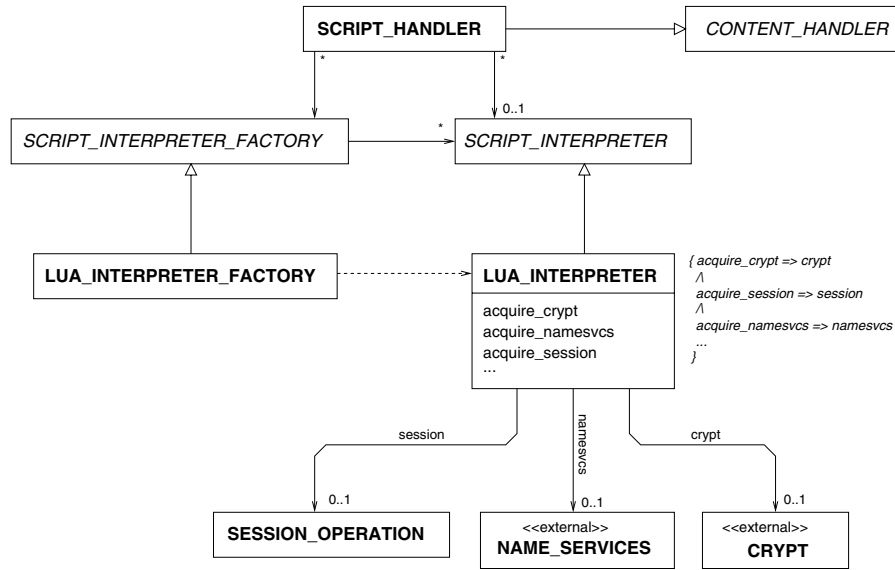 SCRIPT_HANDLER
CONTENT_HANDLER
*
*
0..1
SCRIPT_INTERPRETER_FACTORY
*
SCRIPT_INTERPRETER
LUA_INTERPRETER_FACTORY
LUA_INTERPRETER
acquire_crypt
acquire_namesvcs
acquire_session
...
{ acquire_crypt => crypt
/\
acquire_session => session
/\
acquire_namesvcs => namesvcs
...
}
session
namesvcs
crypt
0..1
0..1
0..1
SESSION_OPERATION
<<external>>
NAME_SERVICES
<<external>>
CRYPT